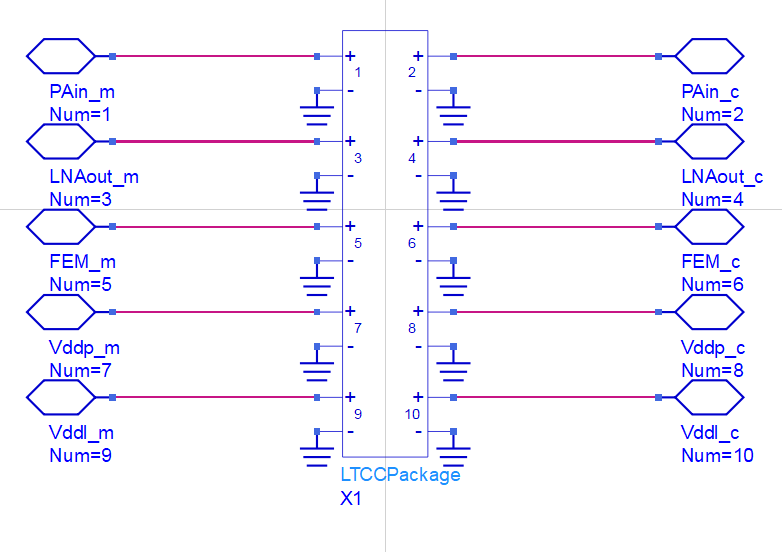 + 1 2 +
- -
PAin_m PAin_c
Num=1 Num=2
+ 3 4 +
- -
LNAout_m LNAout_c
Num=3 Num=4
+ 5 6 +
- -
FEM_m FEM_c
Num=5 Num=6
+ 7 8 +
- -
Vddp_m Vddp_c
Num=7 Num=8
+ 9 10 +
- -
Vddl_m Vddl_c
Num=9 Num=10
LTCCPackage
X1